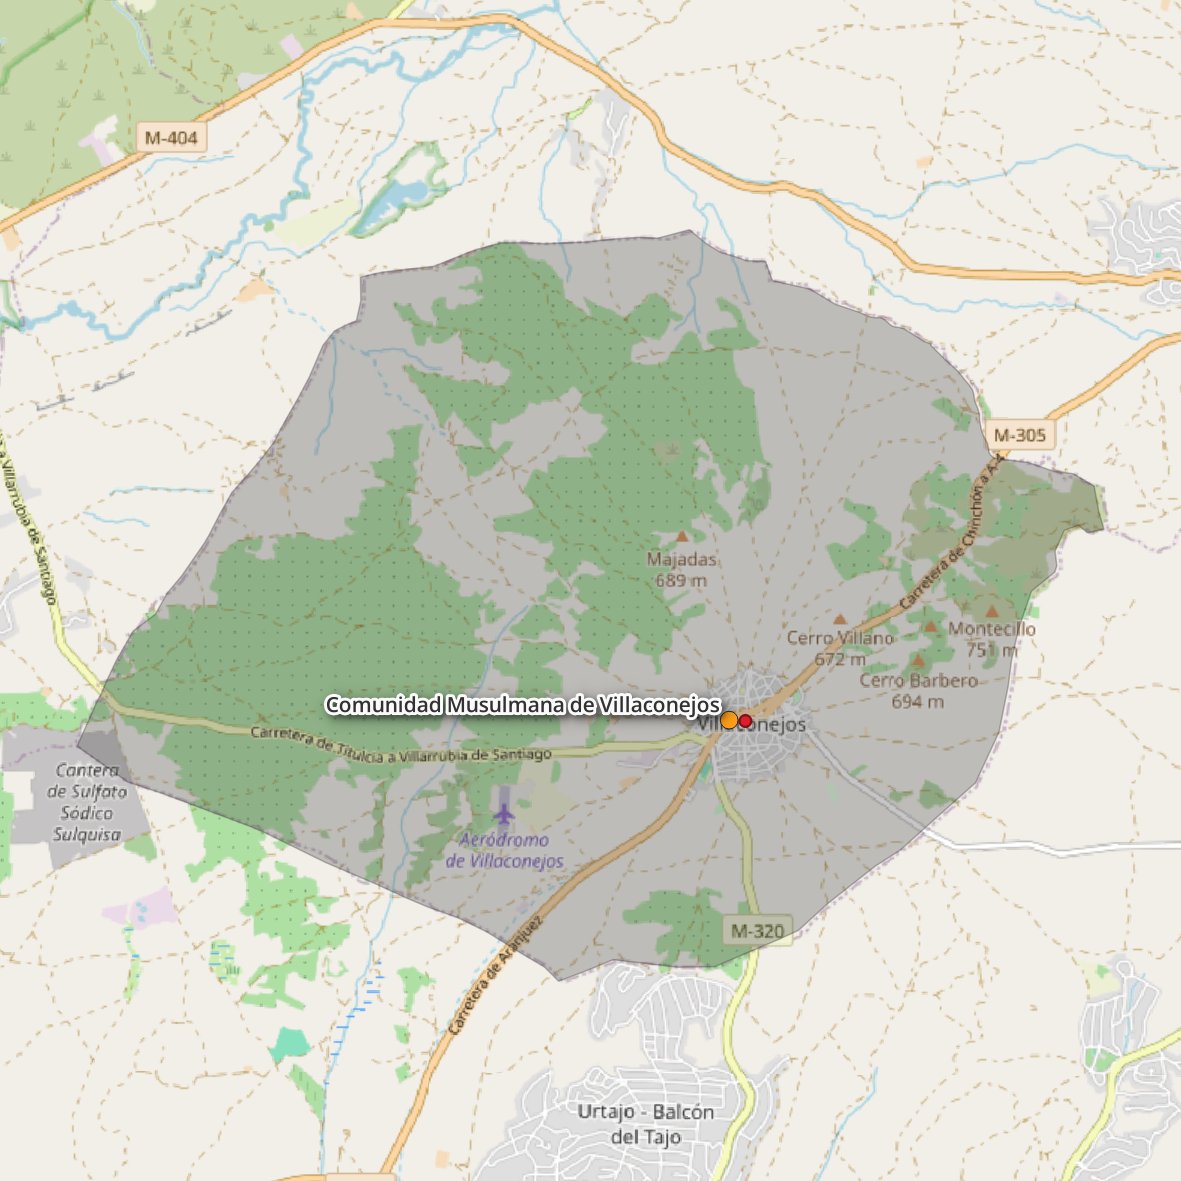 M-404
M-305
a Villarrubia de Santiago
Carretera de Chinchón a A-4
Majadas
689 m
Cerro Villano
672 m
Montecillo
751 m
Cerro Barbero
694 m
Comunidad Musulmana de Villaconejos
Villaconejos
Carretera de Titulcia a Villarrubia de Santiago
Cantera
de Sulfato
Sódico
Sulquisa
Aeródromo
de Villaconejos
M-320
Carretera de Aranjuez
Urtajo - Balcón
del Tajo